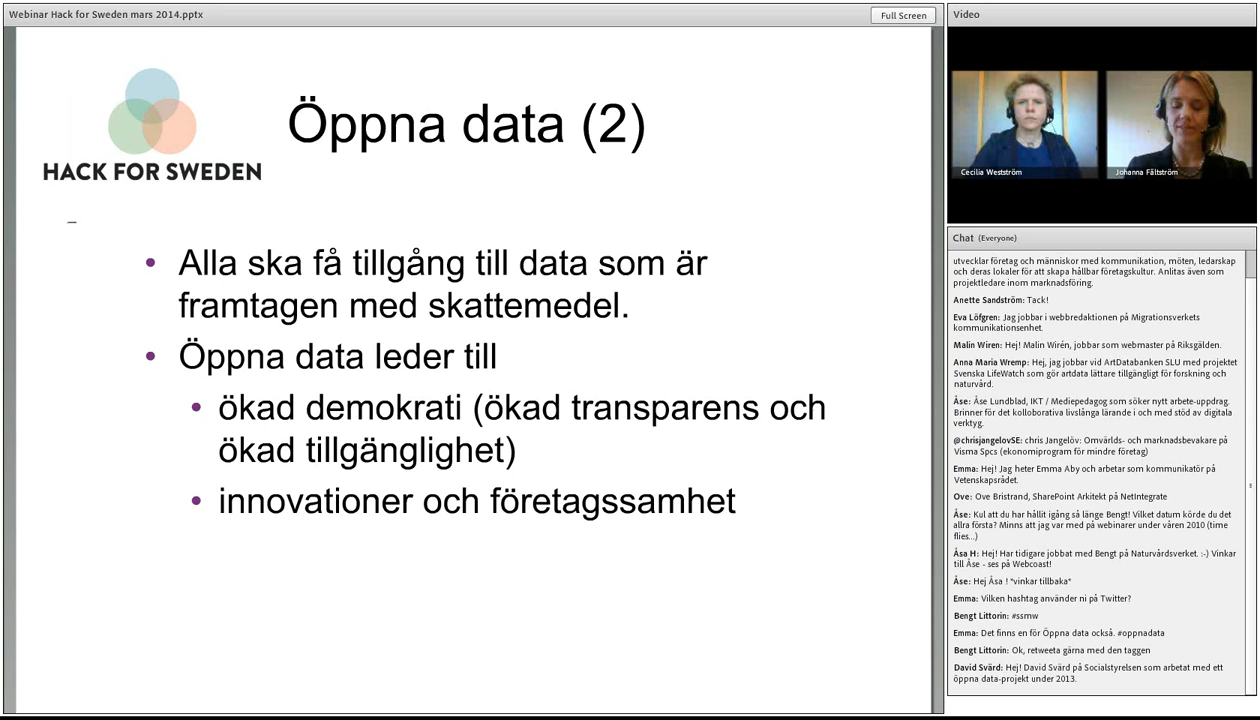 Webinar Hack for Sweden mars 2014.pptx
Full Screen
HACK FOR SWEDEN
Öppna data (2)
–
• Alla ska få tillgång till data som är
framtagen med skattemedel.
• Öppna data leder till
• ökad demokrati (ökad transparens och
ökad tillgänglighet)
• innovationer och företagssamhet
Video
Cecilia Weström
Johanna Fältström
Chat (Everyone)
utvecklar företag och människor med kommunikation, möten, ledarskap
och deras lokaler för att skapa hållbar företagskultur. Anlitas även som
projektledare inom marknadsföring.
Anette Sandström: Tack!
Eva Löfgren: Jag jobbar i webbredaktionen på Migrationsverkets
kommunikationsenhet.
Malin Wiren: Hej! Malin Wirén, jobbar som webmaster på Riksgälden.
Anna Maria Wremp: Hej, jag jobbar vid ArtDatabanken SLU med projektet
Svenska LifeWatch som gör artdata lättare tillgängligt för forskning och
naturvård.
Åse: Åse Lundblad, IKT / Mediepedagog som söker nytt arbete-uppdrag.
Brinner för det kolloborativa livslånga lärande i och med stöd av digitala
verktyg.
@chrisjangelovSE: chris Jangelöv: Omvärlds- och marknadsbevakare på
Visma Spcs (ekonomiprogram för mindre företag)
Emma: Hej! Jag heter Emma Aby och arbetar som kommunikatör på
Vetenskapsrådet.
Ove: Ove Bristrand, SharePoint Arkitekt på NetIntegrate
Åse: Kul att du har hållit igång så länge Bengt! Vilket datum körde du det
allra första? Minns att jag var med på webinarer under våren 2010 (time
flies...)
Åsa H: Hej! Har tidigare jobbat med Bengt på Naturvårdsverket. :-) Vinkar
till Åse - ses på Webcoast!
Åse: Hej Åsa ! *vinkar tillbaka*
Emma: Vilken hashtag använder ni på Twitter?
Bengt Littorin: #ssmw
Emma: Det finns en för Öppna data också. #oppnadata
Bengt Littorin: Ok, retweeta gärna med den taggen
David Svärd: Hej! David Svärd på Socialstyrelsen som arbetat med ett
öppna data-projekt under 2013.